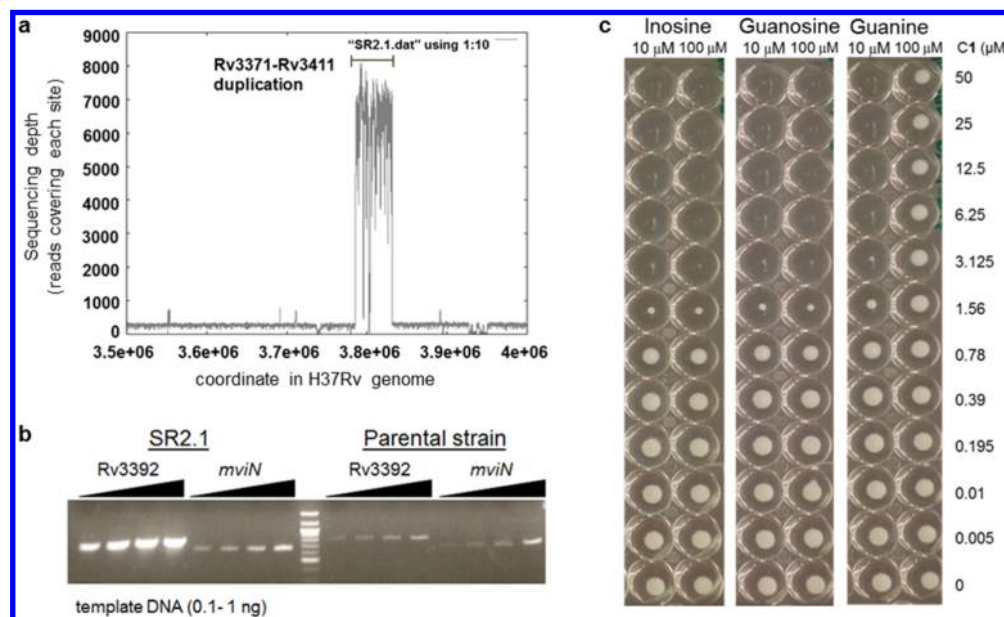 a
"SR2.1.dat" using 1:10
Rv3371-Rv3411
duplication
Sequencing depth
(reads covering each site)
9000
8000
7000
6000
5000
4000
3000
2000
1000
0
3.5e+06 3.6e+06 3.7e+06 3.8e+06 3.9e+06 4e+06
coordinate in H37Rv genome
b
SR2.1 Parental strain
Rv3392 mviN Rv3392 mviN
template DNA (0.1- 1 ng)
c
Inosine Guanosine Guanine
10 µM 100 µM 10 µM 100 µM 10 µM 100 µM C1 (µM)
50
25
12.5
6.25
3.125
1.56
0.78
0.39
0.195
0.01
0.005
0